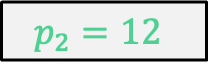 p₂ = 12